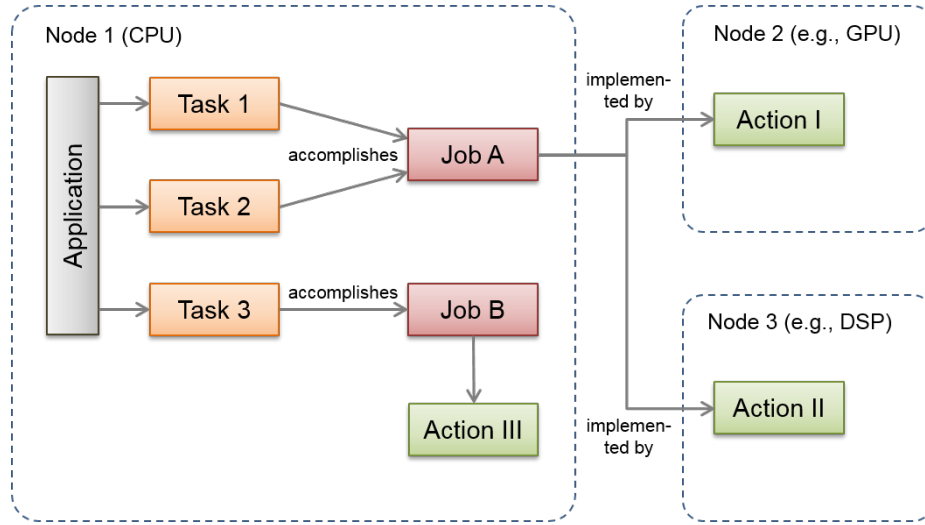 Node 1 (CPU)
Application
Task 1
Task 2
Task 3
accomplishes
accomplishes
Job A
Job B
Action III
implemen-
ted by
Node 2 (e.g., GPU)
Action I
Node 3 (e.g., DSP)
Action II
implemen-
ted by